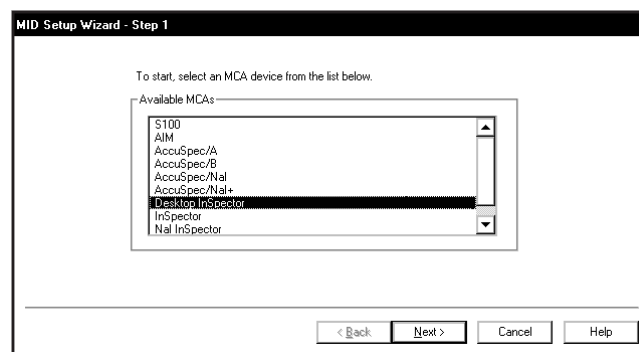 MID Setup Wizard - Step 1
To start, select an MCA device from the list below.
Available MCAs
S100
AIM
AccuSpec/A
AccuSpec/B
AccuSpec/NaI
AccuSpec/NaI+
Desktop InSpector
InSpector
NaI InSpector
< Back Next > Cancel Help